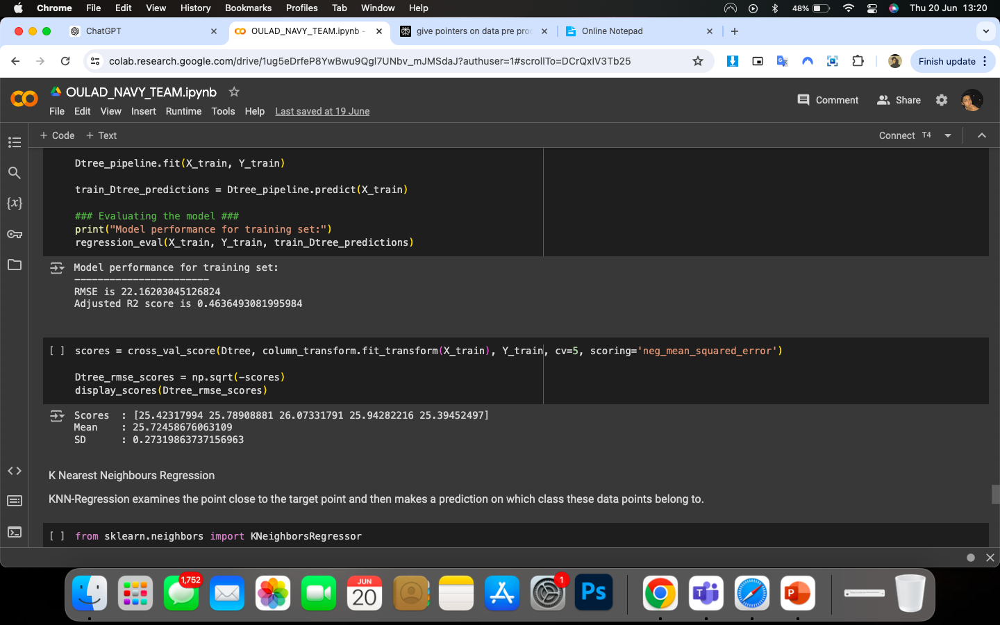 Chrome File Edit View History Bookmarks Profiles Tab Window Help 48% Thu 20 Jun 13:20
ChatGPT OULAD_NAVY_TEAM.ipynb - give pointers on data pre proc Online Notepad
colab.research.google.com/drive/1ug5eDrfeP8YwBwu9Qgl7UNbv_mJMSdaJ?authuser=1#scrollTo=DCrQxlV3Tb25 Finish update
OULAD_NAVY_TEAM.ipynb
File Edit View Insert Runtime Tools Help Last saved at 19 June Comment Share
+ Code + Text Connect T4
Dtree_pipeline.fit(X_train, Y_train)
train_Dtree_predictions = Dtree_pipeline.predict(X_train)
### Evaluating the model ###
print("Model performance for training set:")
regression_eval(X_train, Y_train, train_Dtree_predictions)
Model performance for training set:
-----------------------
RMSE is 22.16203045126824
Adjusted R2 score is 0.4636493081995984
[ ] scores = cross_val_score(Dtree, column_transform.fit_transform(X_train), Y_train, cv=5, scoring='neg_mean_squared_error')
Dtree_rmse_scores = np.sqrt(-scores)
display_scores(Dtree_rmse_scores)
Scores : [25.42317994 25.78908881 26.07331791 25.94282216 25.39452497]
Mean : 25.72458676063109
SD : 0.27319863737156963
K Nearest Neighbours Regression
KNN-Regression examines the point close to the target point and then makes a prediction on which class these data points belong to.
[ ] from sklearn.neighbors import KNeighborsRegressor
1,752
JUN
20
1
Ps
P